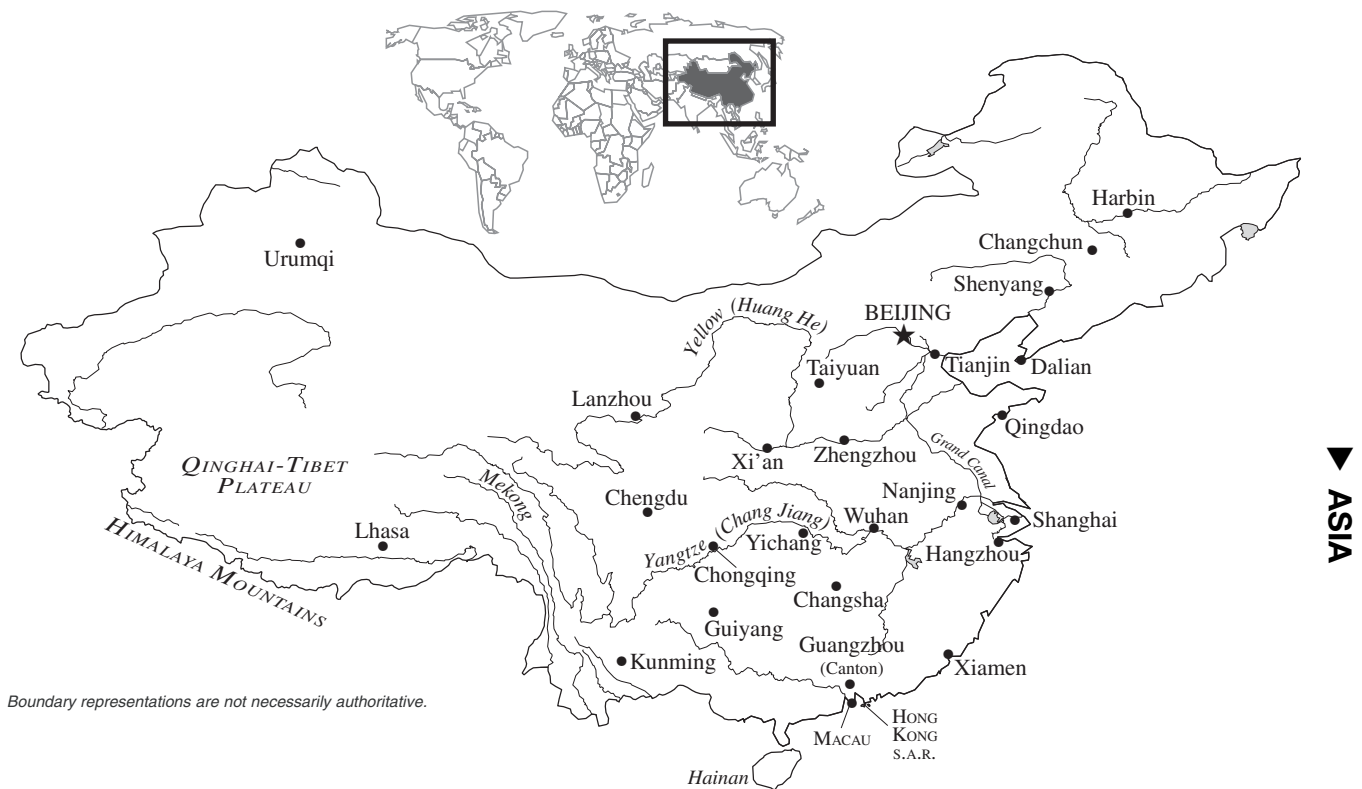 Harbin
Changchun
Urumqi
Shenyang
Yellow (Huang He)
BEIJING
Tianjin
Dalian
Taiyuan
Lanzhou
Qingdao
Grand Canal
Xi’an
Zhengzhou
QINGHAI-TIBET
PLATEAU
Mekong
Chengdu
Nanjing
Yangtze (Chang Jiang)
Wuhan
Shanghai
HIMALAYA MOUNTAINS
Lhasa
Yichang
Hangzhou
Chongqing
Changsha
Guiyang
Guangzhou
(Canton)
Kunming
Xiamen
Boundary representations are not necessarily authoritative.
MACAU
HONG
KONG
S.A.R.
Hainan
▶ ASIA